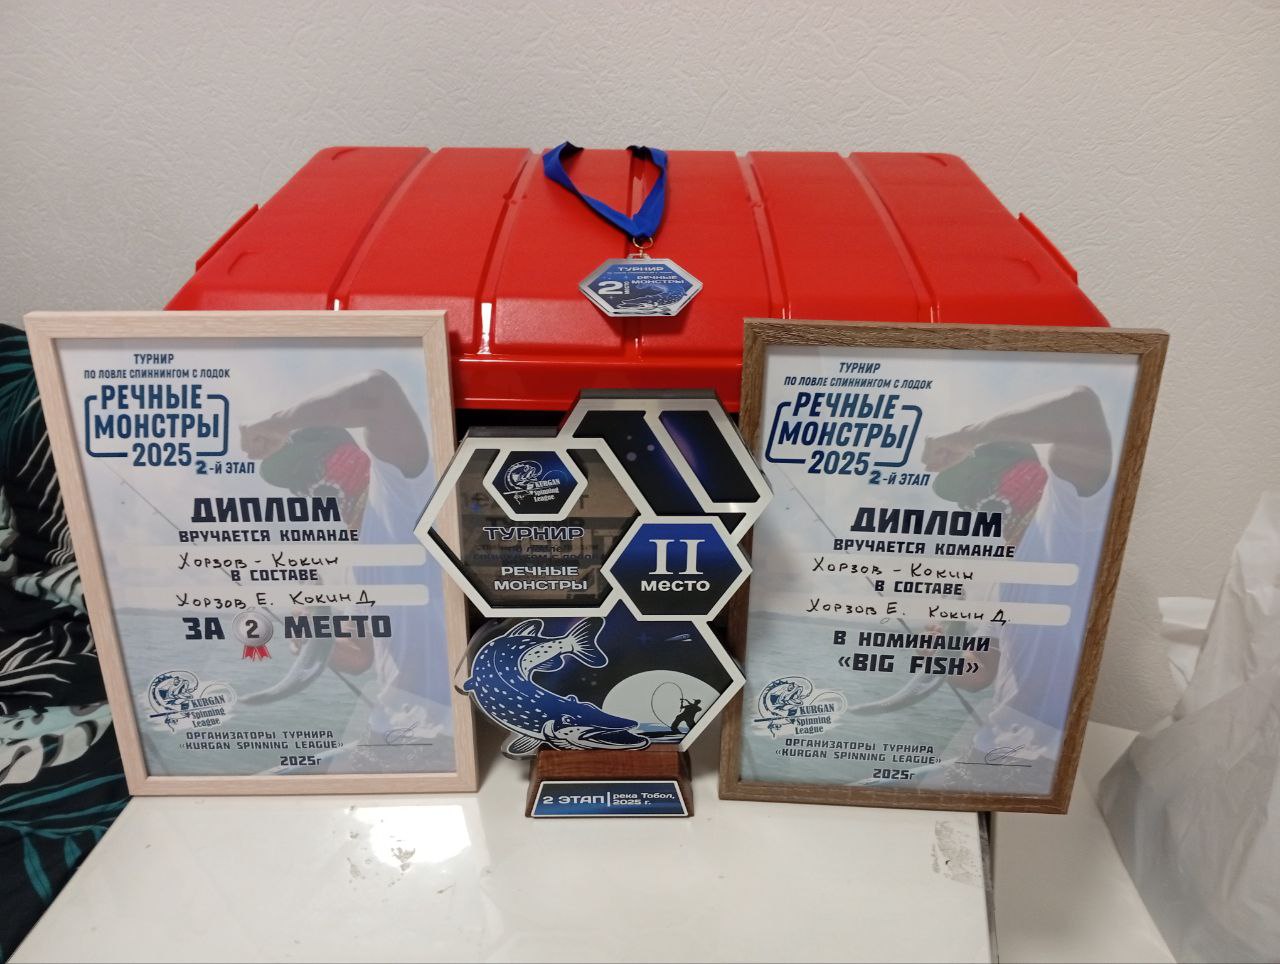 ТУРНИР
2 МЕСТО
РЕЧНЫЕ
МОНСТРЫ
ТУРНИР
ПО ЛОВЛЕ СПИННИНГОМ С ЛОДОК
РЕЧНЫЕ
МОНСТРЫ
2025 2-й ЭТАП
ДИПЛОМ
ВРУЧАЕТСЯ КОМАНДЕ
Хорзов - Кокин
В СОСТАВЕ
Хорзов Е. Кокин Д.
ЗА 2 МЕСТО
KURGAN
Spinning
League
ОРГАНИЗАТОРЫ ТУРНИРА
«KURGAN SPINNING LEAGUE»
2025г
KURGAN
Spinning
League
ТУРНИР
РЕЧНЫЕ
МОНСТРЫ
II
МЕСТО
2 ЭТАП
река Тобол,
2025 г.
ТУРНИР
ПО ЛОВЛЕ СПИННИНГОМ С ЛОДОК
РЕЧНЫЕ
МОНСТРЫ
2025 2-й ЭТАП
ДИПЛОМ
ВРУЧАЕТСЯ КОМАНДЕ
Хорзов - Кокин
В СОСТАВЕ
Хорзов Е. Кокин Д.
В НОМИНАЦИИ
«BIG FISH»
KURGAN
Spinning
League
ОРГАНИЗАТОРЫ ТУРНИРА
«KURGAN SPINNING LEAGUE»
2025г